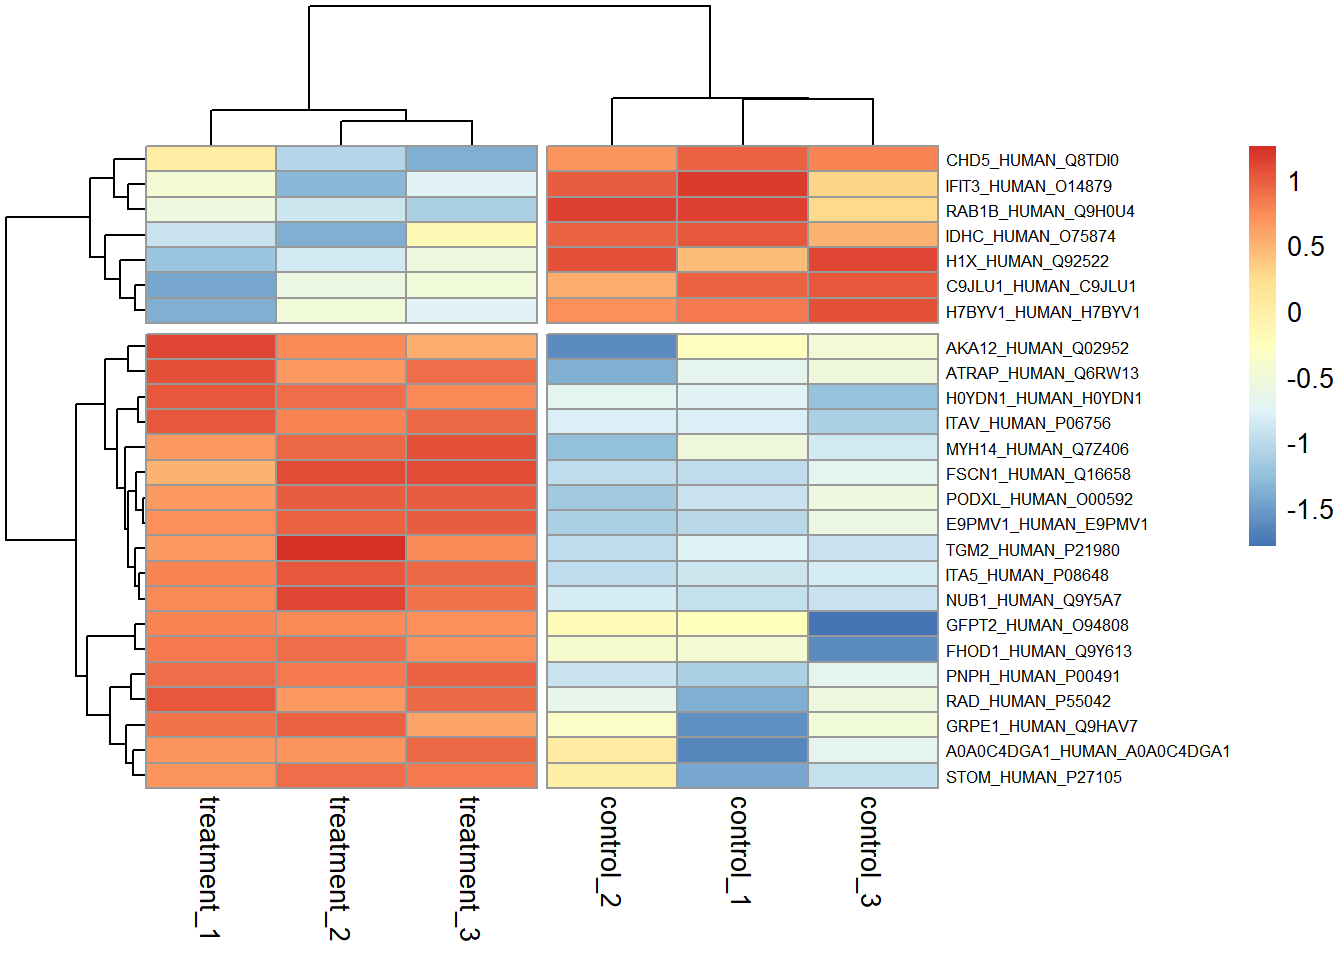 CHD5_HUMAN_Q8TDI0
IFIT3_HUMAN_O14879
RAB1B_HUMAN_Q9H0U4
IDHC_HUMAN_O75874
H1X_HUMAN_Q92522
C9JLU1_HUMAN_C9JLU1
H7BYV1_HUMAN_H7BYV1
AKA12_HUMAN_Q02952
ATRAP_HUMAN_Q6RW13
H0YDN1_HUMAN_H0YDN1
ITAV_HUMAN_P06756
MYH14_HUMAN_Q7Z406
FSCN1_HUMAN_Q16658
PODXL_HUMAN_O00592
E9PMV1_HUMAN_E9PMV1
TGM2_HUMAN_P21980
ITA5_HUMAN_P08648
NUB1_HUMAN_Q9Y5A7
GFPT2_HUMAN_O94808
FHOD1_HUMAN_Q9Y613
PNPH_HUMAN_P00491
RAD_HUMAN_P55042
GRPE1_HUMAN_Q9HAV7
A0A0C4DGA1_HUMAN_A0A0C4DGA1
STOM_HUMAN_P27105
1
0.5
0
-0.5
-1
-1.5
treatment_1
treatment_2
treatment_3
control_2
control_1
control_3